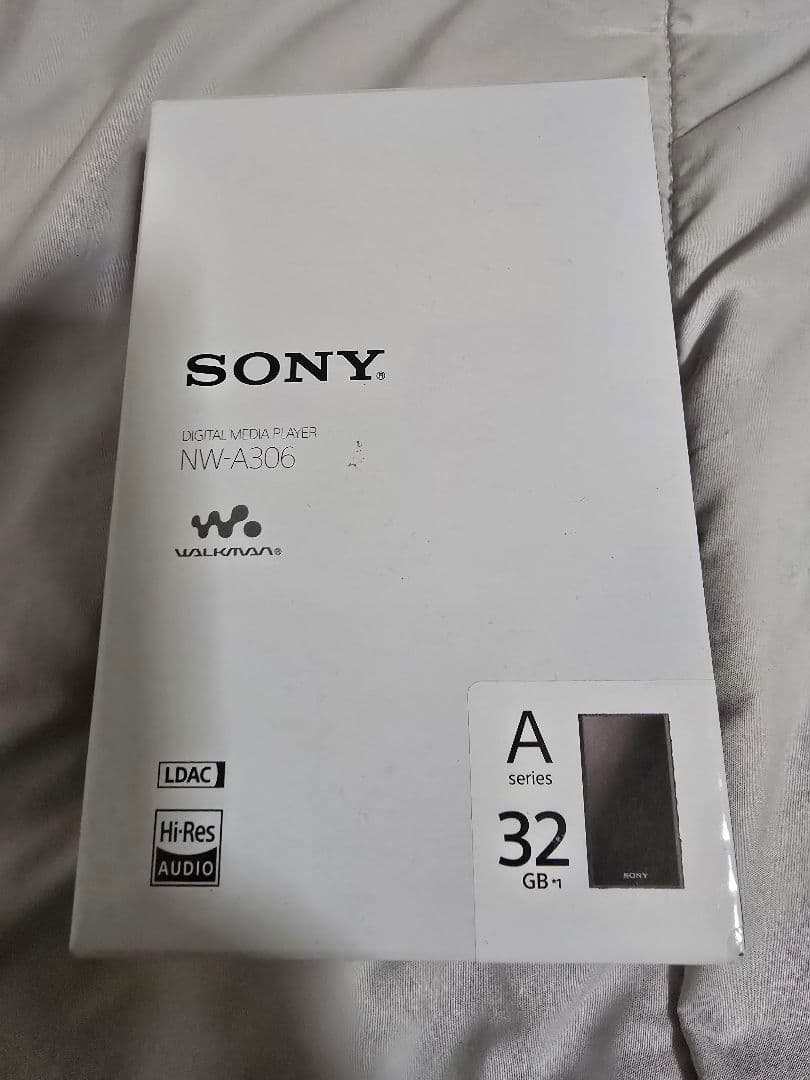 SONY®
DIGITAL MEDIA PLAYER
NW-A306
WALKMAN®
LDAC
Hi-Res
AUDIO
A
series
32
GB *1
SONY